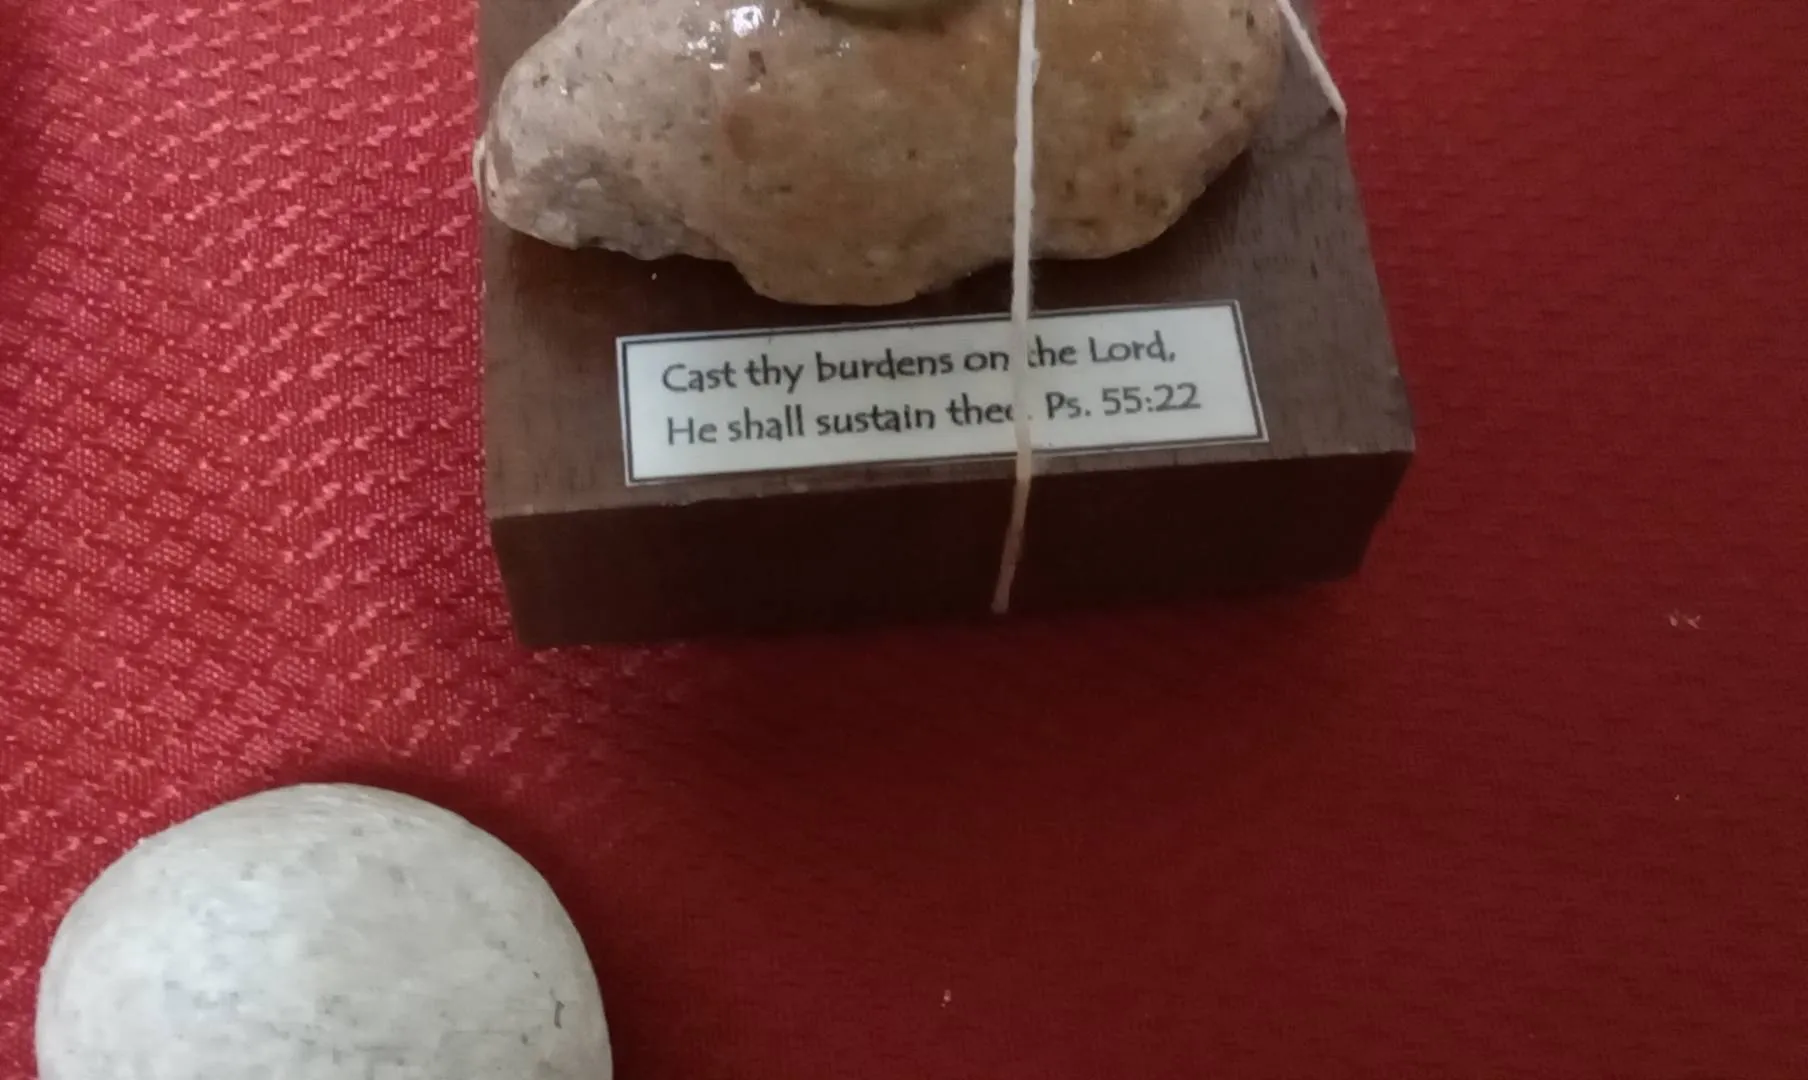 Cast thy burdens on the Lord,
He shall sustain thee. Ps. 55:22